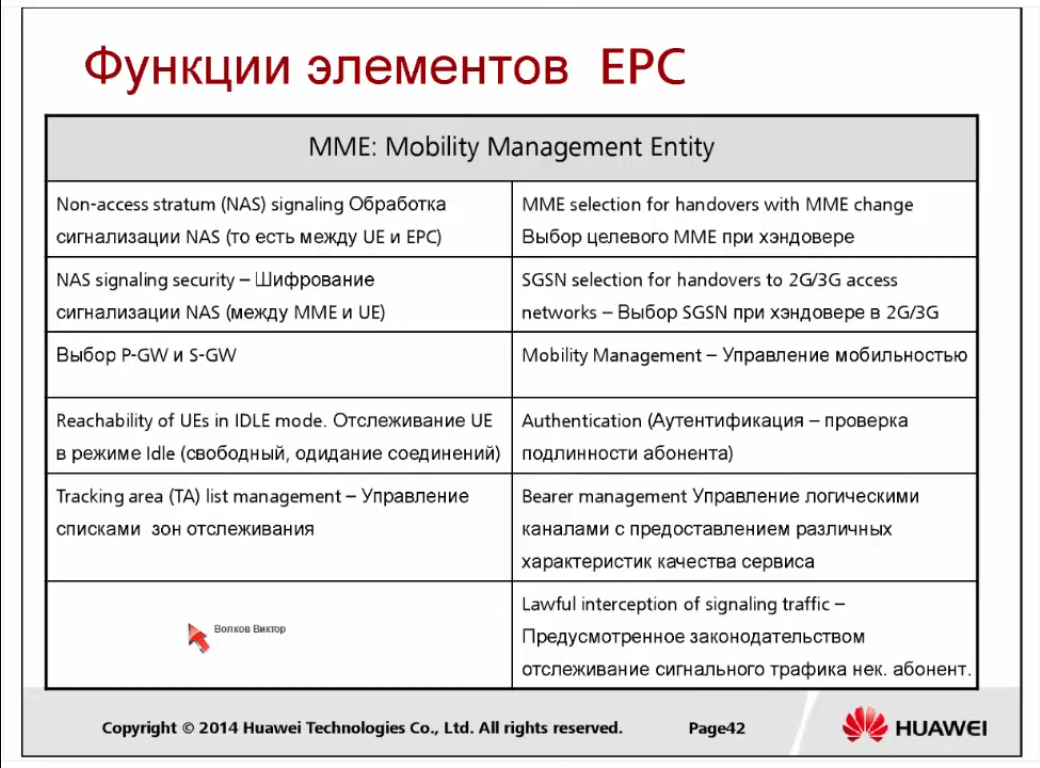 Функции элементов EPC
MME: Mobility Management Entity
Non-access stratum (NAS) signaling Обработка
сигнализации NAS (то есть между UE и EPC)
MME selection for handovers with MME change
Выбор целевого MME при хэндовере
NAS signaling security – Шифрование
сигнализации NAS (между MME и UE)
SGSN selection for handovers to 2G/3G access
networks – Выбор SGSN при хэндовере в 2G/3G
Выбор P-GW и S-GW
Mobility Management – Управление мобильностью
Reachability of UEs in IDLE mode. Отслеживание UE
в режиме Idle (свободный, одидание соединений)
Authentication (Аутентификация – проверка
подлинности абонента)
Tracking area (TA) list management – Управление
списками зон отслеживания
Bearer management Управление логическими
каналами с предоставлением различных
характеристик качества сервиса
Волков Виктор
Lawful interception of signaling traffic –
Предусмотренное законодательством
отслеживание сигнального трафика нек. абонент.
Copyright © 2014 Huawei Technologies Co., Ltd. All rights reserved.
Page42
HUAWEI